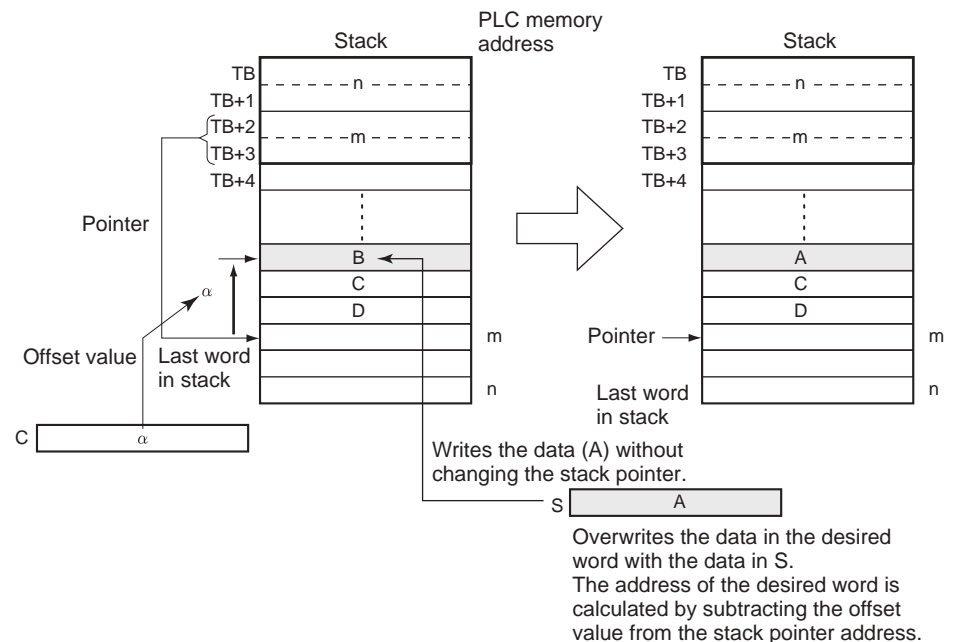 PLC memory
address
Stack
Stack
TB
n
TB
n
TB+1
TB+1
TB+2
TB+2
m
m
TB+3
TB+3
TB+4
TB+4
Pointer
B
A
α
C
C
D
D
Pointer
m
m
Offset value
Last word
in stack
n
n
Last word
in stack
C
α
Writes the data (A) without
changing the stack pointer.
S
A
Overwrites the data in the desired
word with the data in S.
The address of the desired word is
calculated by subtracting the offset
value from the stack pointer address.